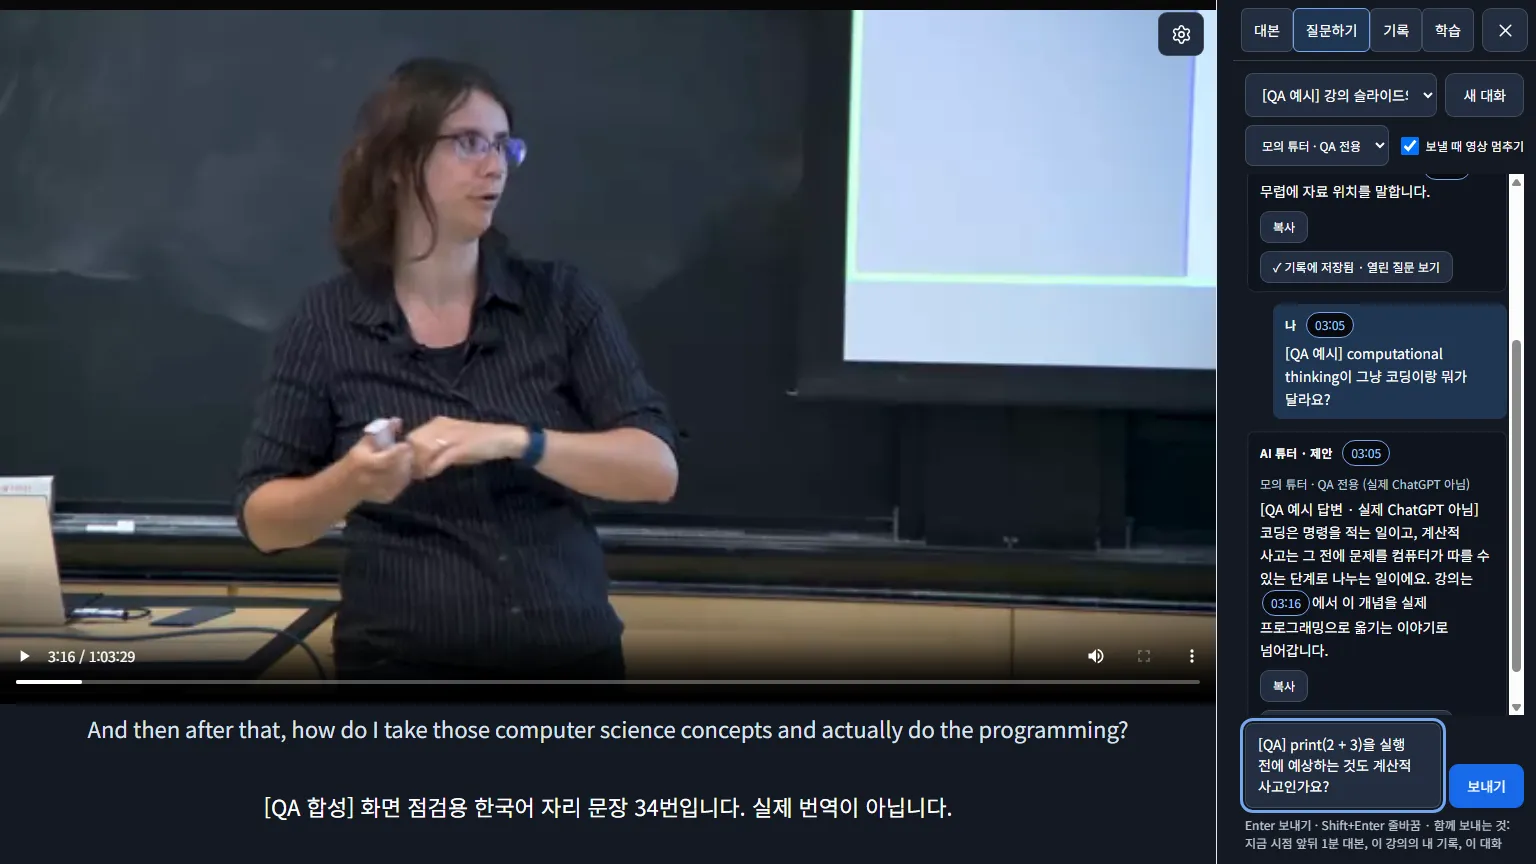 대본
질문하기
기록
학습
[QA 예시] 강의 슬라이드의
새 대화
모의 튜터 · QA 전용
보낼 때 영상 멈추기
무렵에 자료 위치를 말합니다.
복사
✓ 기록에 저장됨 · 열린 질문 보기
나 03:05
[QA 예시] computational
thinking이 그냥 코딩이랑 뭐가
달라요?
AI 튜터 · 제안 03:05
모의 튜터 · QA 전용 (실제 ChatGPT 아님)
[QA 예시 답변 · 실제 ChatGPT 아님]
코딩은 명령을 적는 일이고, 계산적
사고는 그 전에 문제를 컴퓨터가 따를 수
있는 단계로 나누는 일이에요. 강의는
03:16 에서 이 개념을 실제
프로그래밍으로 옮기는 이야기로
넘어갑니다.
복사
3:16 / 1:03:29
And then after that, how do I take those computer science concepts and actually do the programming?
[QA 합성] 화면 점검용 한국어 자리 문장 34번입니다. 실제 번역이 아닙니다.
[QA] print(2 + 3)을 실행
전에 예상하는 것도 계산적
사고인가요?
보내기
Enter 보내기 · Shift+Enter 줄바꿈 · 함께 보내는 것:
지금 시점 앞뒤 1분 대본, 이 강의의 내 기록, 이 대화